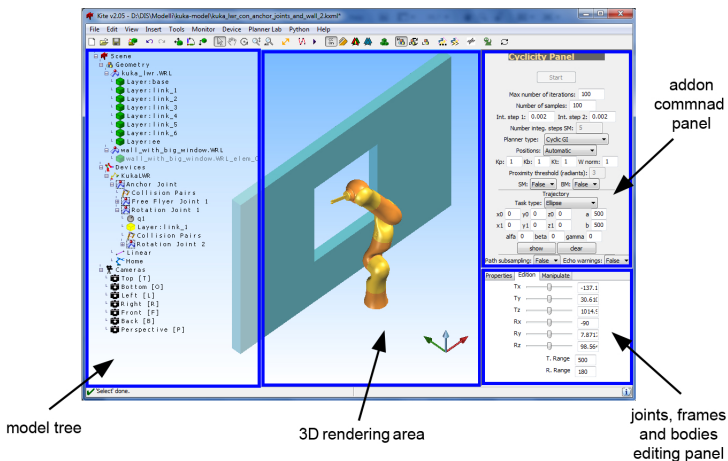 Kite v2.05 - D:\DIS\Modelli\kuka-model\kuka_lwr_con_anchor_joints_and_wall_2.kxml*
File Edit View Insert Tools Monitor Device Planner Lab Python Help
Scene
Geometry
kuka_lwr.WRL
Layer:base
Layer:link_1
Layer:link_2
Layer:link_3
Layer:link_4
Layer:link_5
Layer:link_6
Layer:ee
wall_with_big_window.WRL
wall_with_big_window.WRL_elem_0
Devices
KukaLWR
Anchor Joint
Collision Pairs
Free Flyer Joint 1
Rotation Joint 1
q1
Layer:link_1
Collision Pairs
Rotation Joint 2
Linear
Home
Cameras
Top [T]
Bottom [O]
Left [L]
Right [R]
Front [F]
Back [B]
Perspective [P]
'Select' done.
Cyclicity Panel
Start
Max number of iterations: 100
Number of samples: 100
Int. step 1: 0.002 Int. step 2: 0.002
Number integ. steps SM: 5
Planner type: Cyclic GI
Positions: Automatic
Kp: 1 Kb: 1 Kt: 1 W norm: 1
Proximity threshold (radiants): 3
SM: False BM: False
Trajectory
Task type: Ellipse
x0 0 y0 0 z0 0 a 500
x1 0 y1 0 z1 0 b 500
alfa 0 beta 0 gamma 0
show clear
Path subsampling: False Echo warnings: False
Properties Edition Manipulate
Tx -137.1
Ty 30.618
Tz 1014.9
Rx -90
Ry 7.871
Rz 98.564
T. Range 500
R. Range 180
addon
commnad
panel
model tree
3D rendering area
joints, frames
and bodies
editing panel